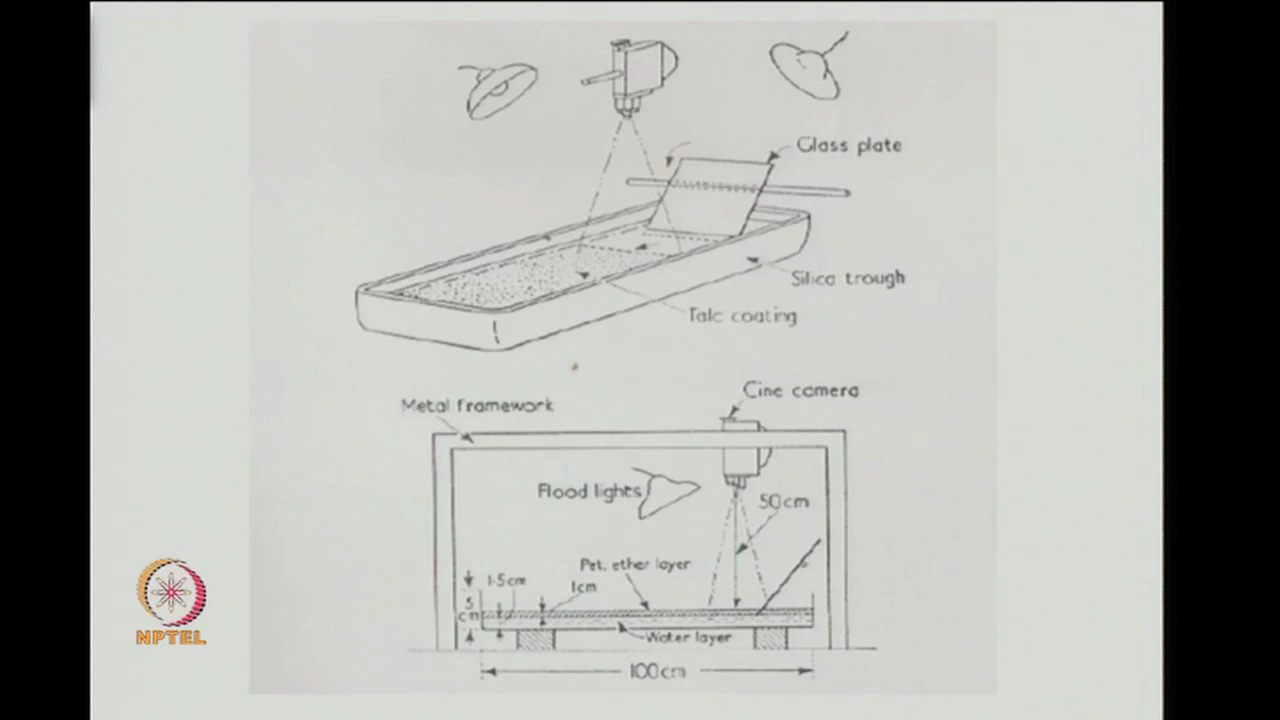 Glass plate
Silica trough
Talc coating
Cine camera
Metal framework
Flood lights
50cm
Pet. ether layer
1·5cm
1cm
5
cm
Water layer
100cm
NPTEL